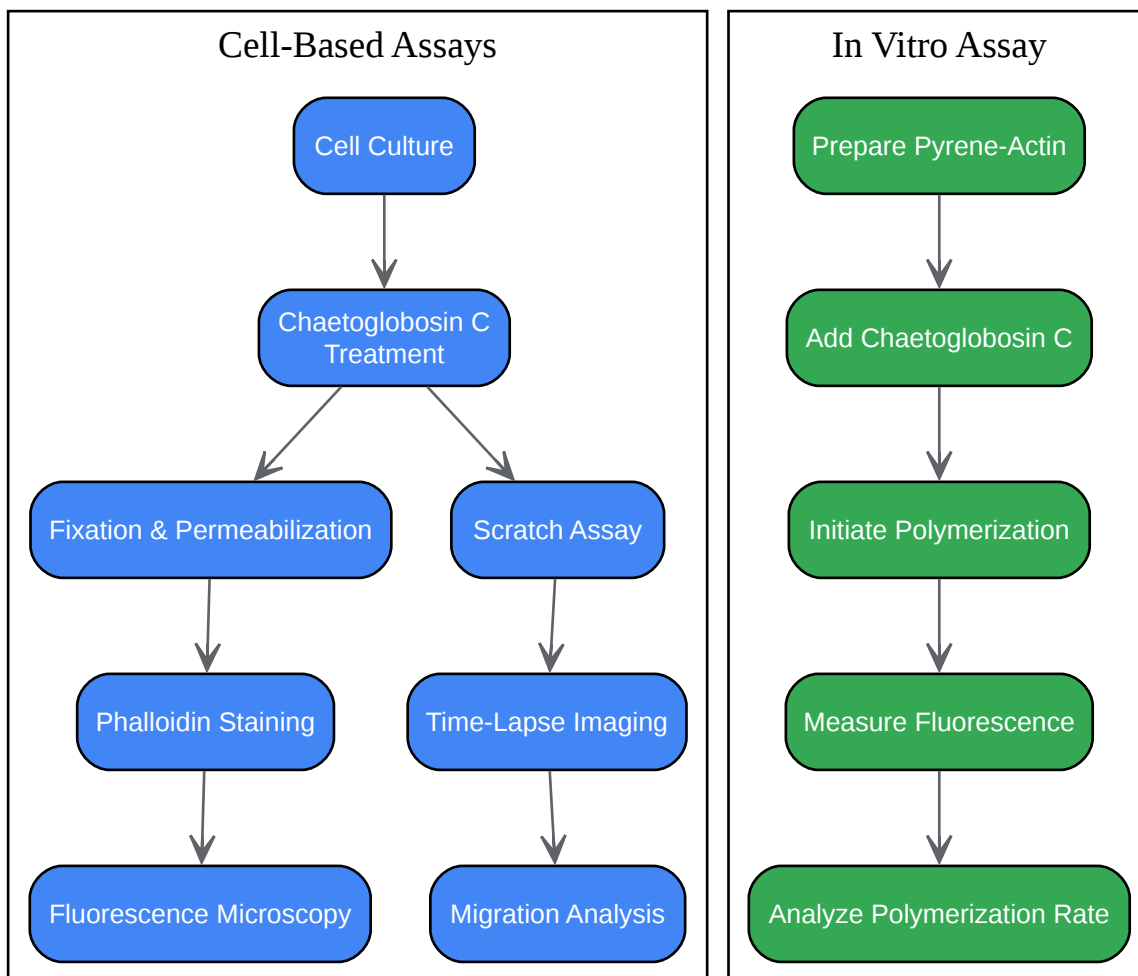 Cell-Based Assays
Cell Culture
Chaetoglobosin C
Treatment
Fixation & Permeabilization
Scratch Assay
Phalloidin Staining
Time-Lapse Imaging
Fluorescence Microscopy
Migration Analysis
In Vitro Assay
Prepare Pyrene-Actin
Add Chaetoglobosin C
Initiate Polymerization
Measure Fluorescence
Analyze Polymerization Rate